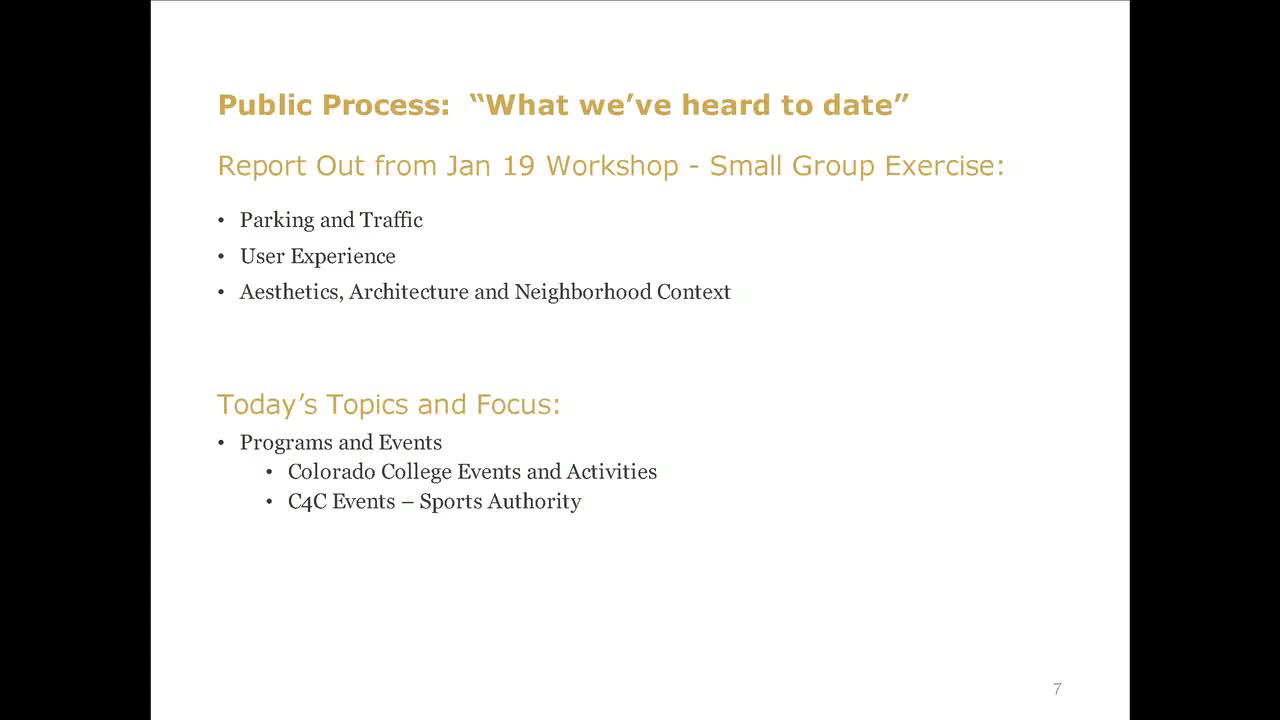 Public Process:  “What we’ve heard to date”
Report Out from Jan 19 Workshop - Small Group Exercise:
• Parking and Traffic
• User Experience
• Aesthetics, Architecture and Neighborhood Context
Today’s Topics and Focus:
• Programs and Events
• Colorado College Events and Activities
• C4C Events – Sports Authority
7